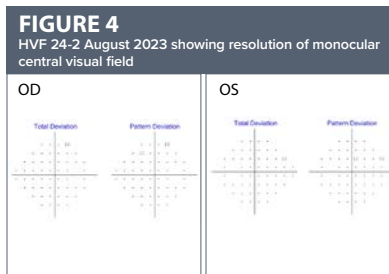 FIGURE 4
HVF 24-2 August 2023 showing resolution of monocular
central visual field
OD
OS
Total Deviation
Pattern Deviation
Total Deviation
Pattern Deviation